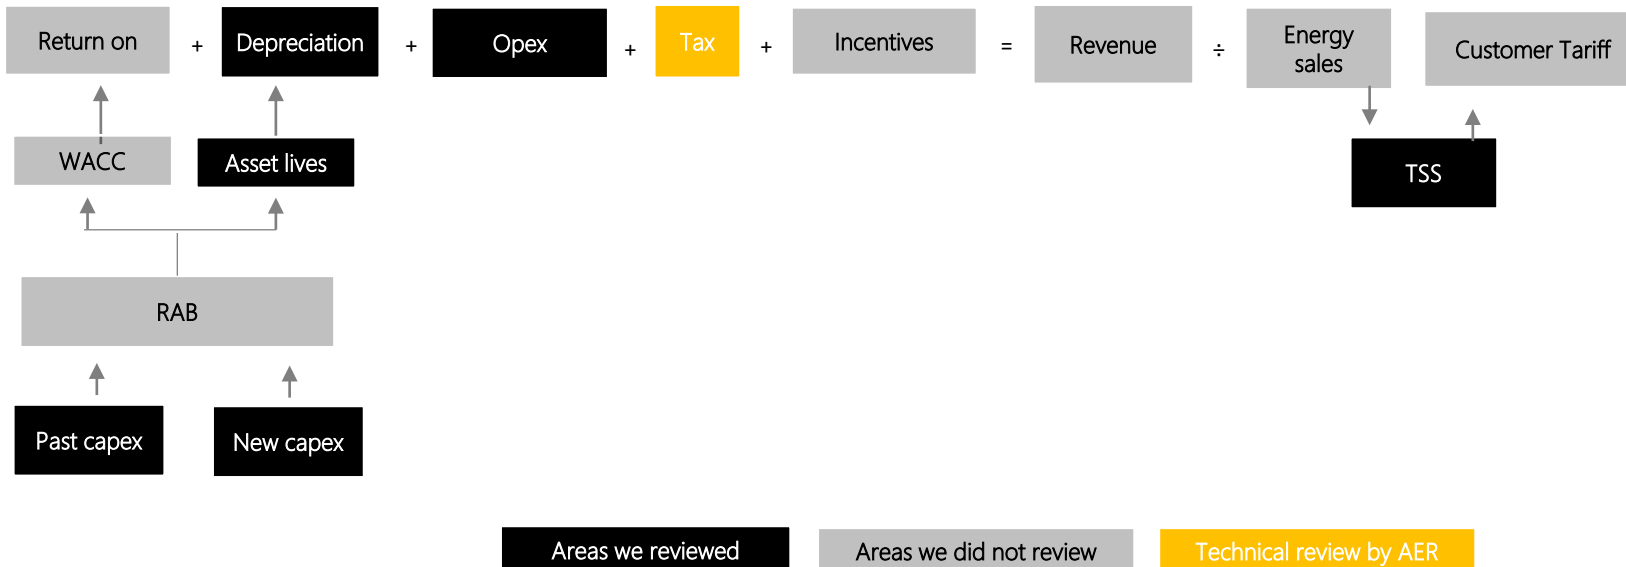 Return on + Depreciation + Opex + Tax + Incentives = Revenue ÷ Energy sales Customer Tariff
WACC Asset lives TSS
RAB
Past capex New capex
Areas we reviewed Areas we did not review Technical review by AER